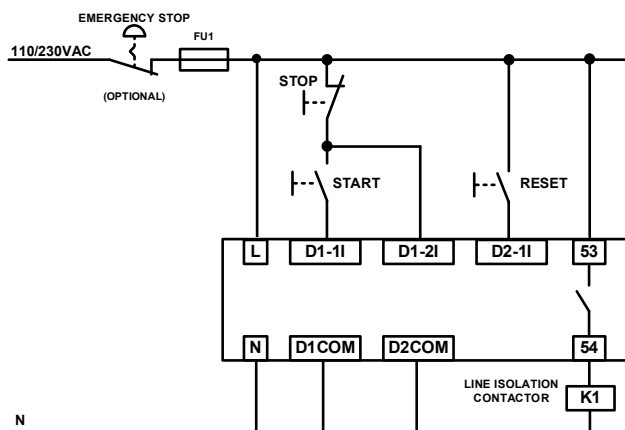 EMERGENCY STOP
110/230VAC
FU1
(OPTIONAL)
STOP
START
RESET
L
D1-1I
D1-2I
D2-1I
53
N
D1COM
D2COM
54
LINE ISOLATION
CONTACTOR
K1
N